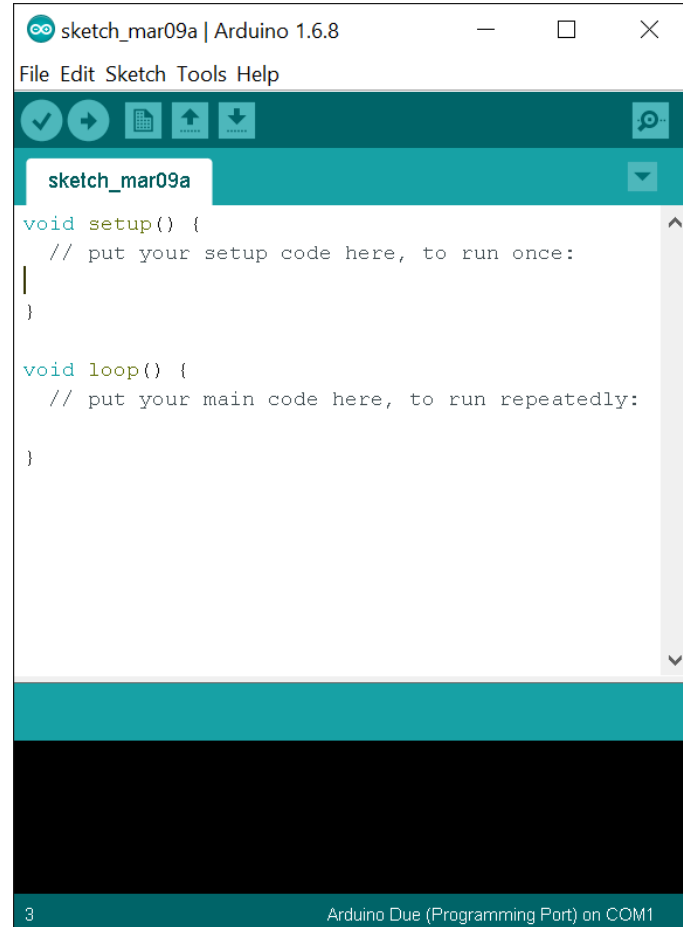 sketch_mar09a | Arduino 1.6.8
File Edit Sketch Tools Help
sketch_mar09a
void setup() {
  // put your setup code here, to run once:

}

void loop() {
  // put your main code here, to run repeatedly:

}
3 Arduino Due (Programming Port) on COM1